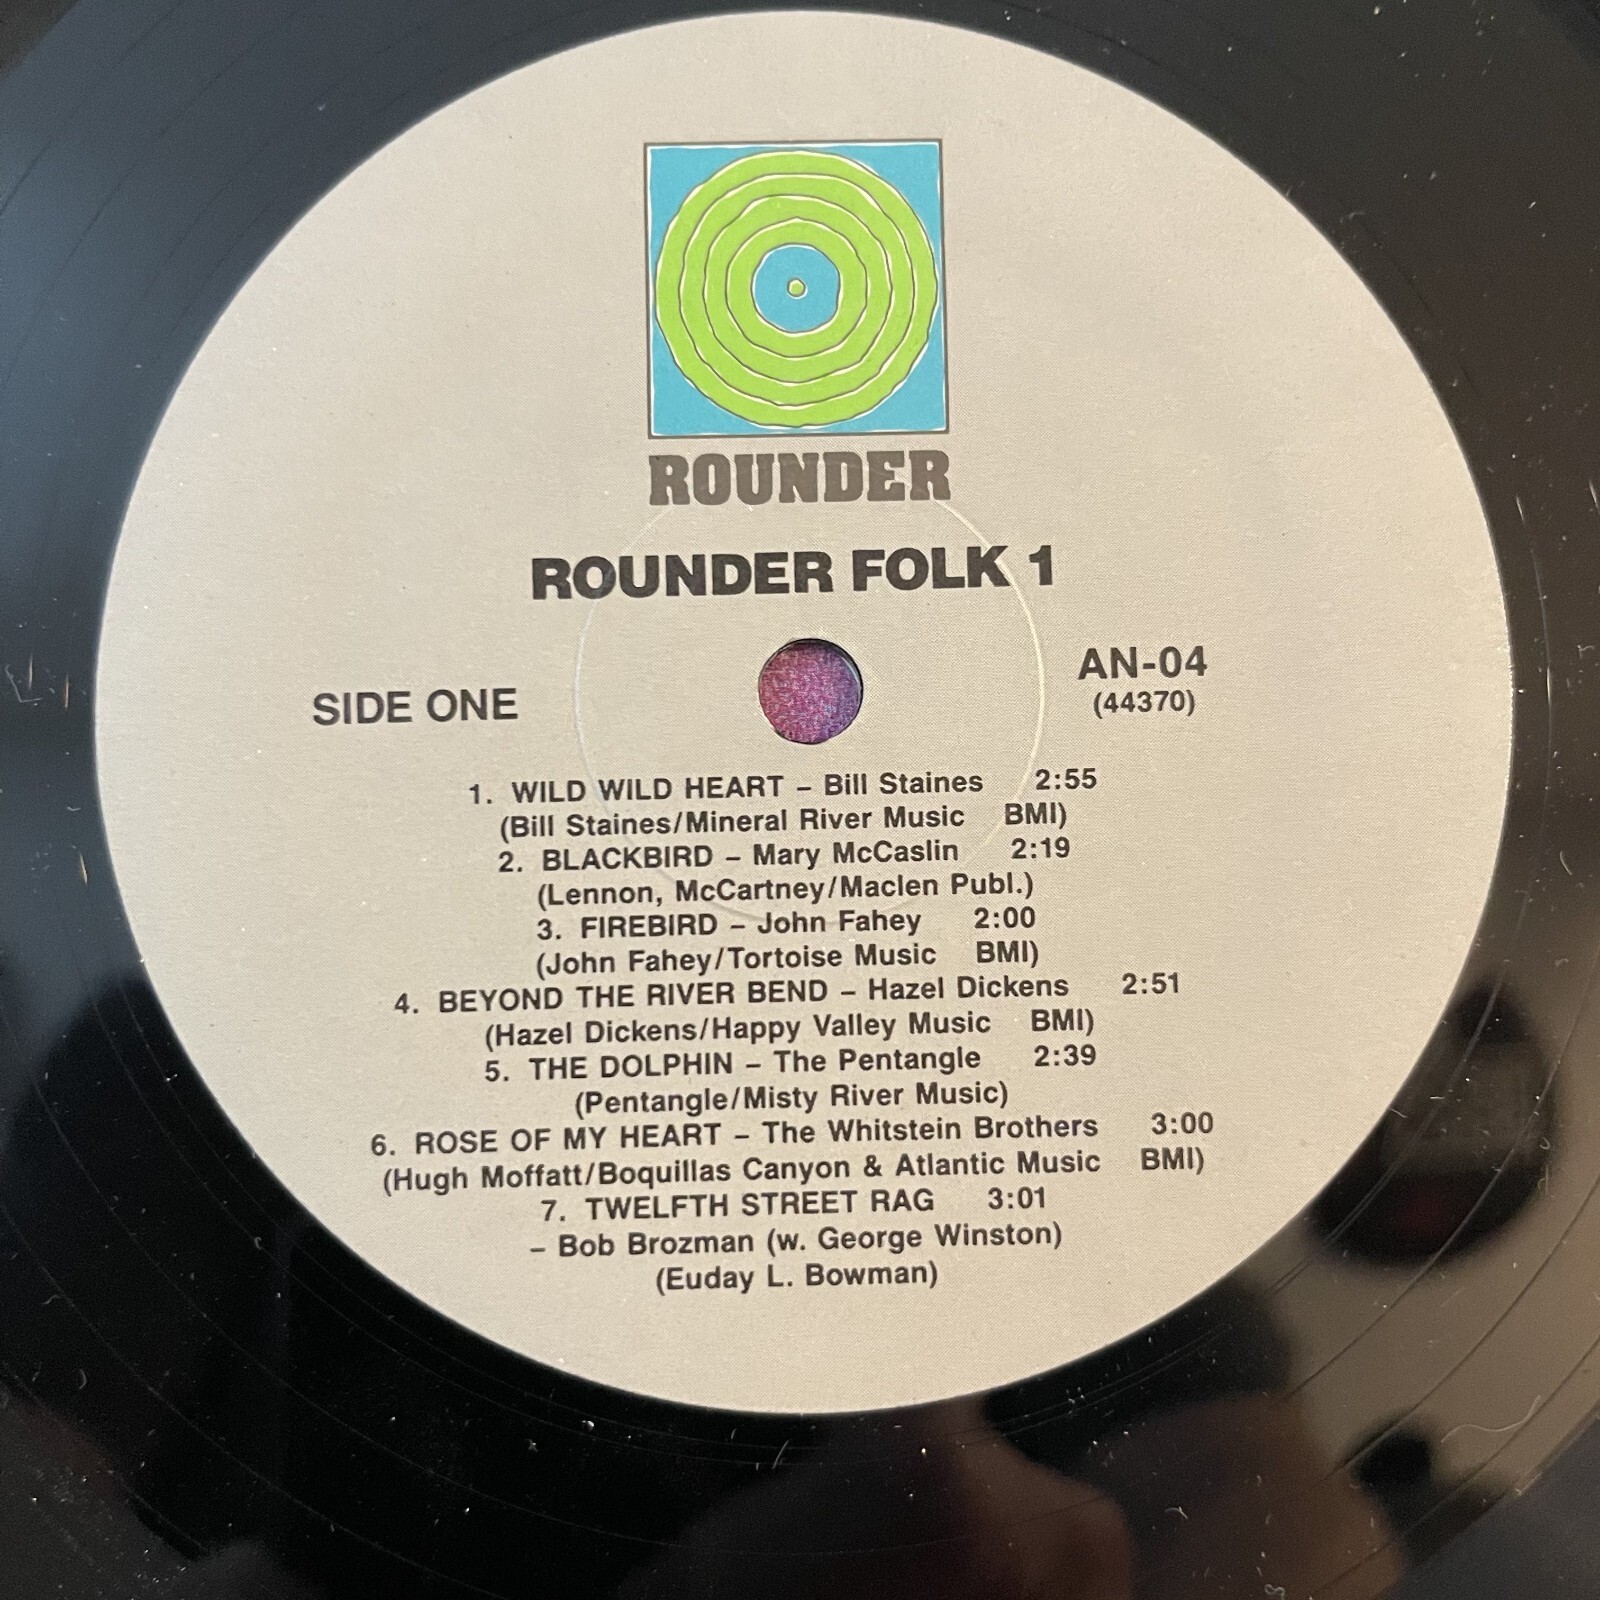 ROUNDER
ROUNDER FOLK 1
SIDE ONE
AN-04
(44370)
1. WILD WILD HEART – Bill Staines 2:55
(Bill Staines/Mineral River Music BMI)
2. BLACKBIRD – Mary McCaslin 2:19
(Lennon, McCartney/Maclen Publ.)
3. FIREBIRD – John Fahey 2:00
(John Fahey/Tortoise Music BMI)
4. BEYOND THE RIVER BEND – Hazel Dickens 2:51
(Hazel Dickens/Happy Valley Music BMI)
5. THE DOLPHIN – The Pentangle 2:39
(Pentangle/Misty River Music)
6. ROSE OF MY HEART – The Whitstein Brothers 3:00
(Hugh Moffatt/Boquillas Canyon & Atlantic Music BMI)
7. TWELFTH STREET RAG 3:01
– Bob Brozman (w. George Winston)
(Euday L. Bowman)